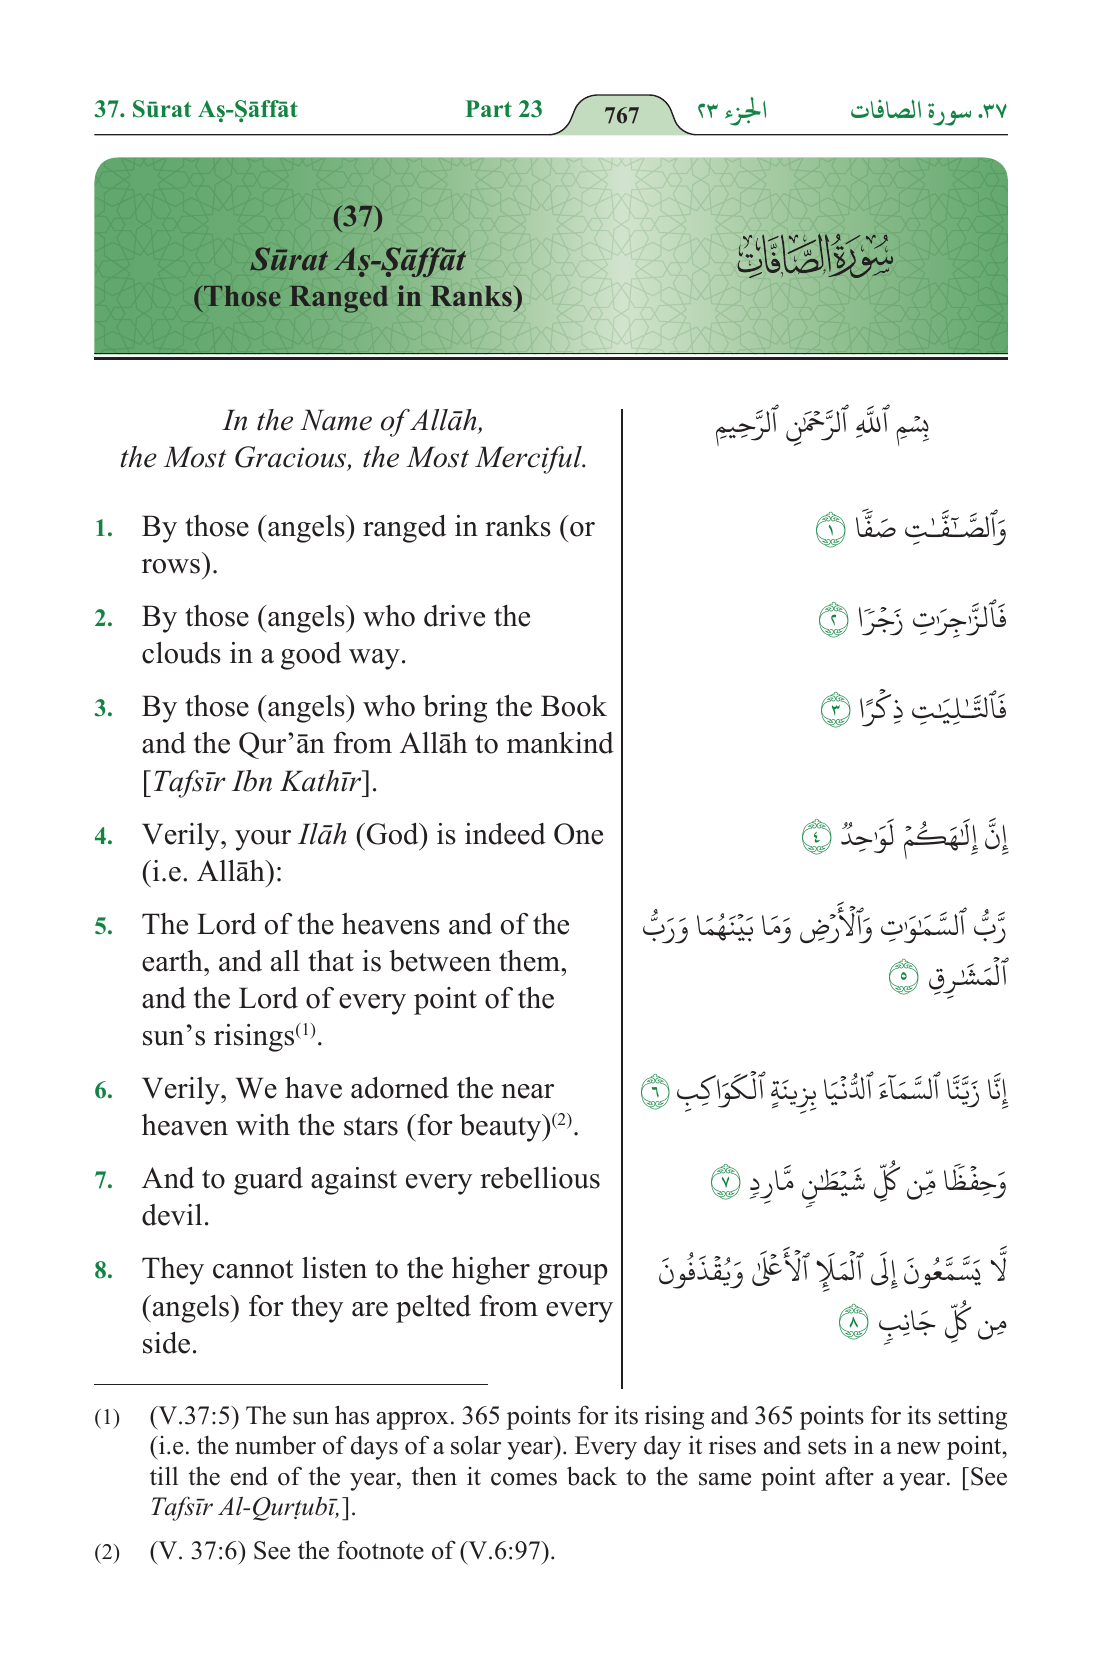 37. Sūrat Aṣ-Ṣāffāt Part 23 767 الجزء ٢٣ ٣٧. سورة الصافات
(37)
Sūrat Aṣ-Ṣāffāt
(Those Ranged in Ranks)
سُورَةُ الصَّافَّاتِ
In the Name of Allāh,
the Most Gracious, the Most Merciful.
بِسْمِ ٱللَّهِ ٱلرَّحْمَٰنِ ٱلرَّحِيمِ
1. By those (angels) ranged in ranks (or
rows).
وَٱلصَّٰٓفَّٰتِ صَفًّا ١
2. By those (angels) who drive the
clouds in a good way.
فَٱلزَّٰجِرَٰتِ زَجْرًا ٢
3. By those (angels) who bring the Book
and the Qur’ān from Allāh to mankind
[Tafsīr Ibn Kathīr].
فَٱلتَّٰلِيَٰتِ ذِكْرًا ٣
4. Verily, your Ilāh (God) is indeed One
(i.e. Allāh):
إِنَّ إِلَٰهَكُمْ لَوَٰحِدٌ ٤
5. The Lord of the heavens and of the
earth, and all that is between them,
and the Lord of every point of the
sun’s risings(1).
رَّبُّ ٱلسَّمَٰوَٰتِ وَٱلْأَرْضِ وَمَا بَيْنَهُمَا وَرَبُّ
ٱلْمَشَٰرِقِ ٥
6. Verily, We have adorned the near
heaven with the stars (for beauty)(2).
إِنَّا زَيَّنَّا ٱلسَّمَآءَ ٱلدُّنْيَا بِزِينَةٍ ٱلْكَوَاكِبِ ٦
7. And to guard against every rebellious
devil.
وَحِفْظًا مِّن كُلِّ شَيْطَٰنٍ مَّارِدٍ ٧
8. They cannot listen to the higher group
(angels) for they are pelted from every
side.
لَّا يَسَّمَّعُونَ إِلَى ٱلْمَلَإِ ٱلْأَعْلَىٰ وَيُقْذَفُونَ
مِن كُلِّ جَانِبٍ ٨
(1) (V.37:5) The sun has approx. 365 points for its rising and 365 points for its setting
(i.e. the number of days of a solar year). Every day it rises and sets in a new point,
till the end of the year, then it comes back to the same point after a year. [See
Tafsīr Al-Qurṭubī,].
(2) (V. 37:6) See the footnote of (V.6:97).